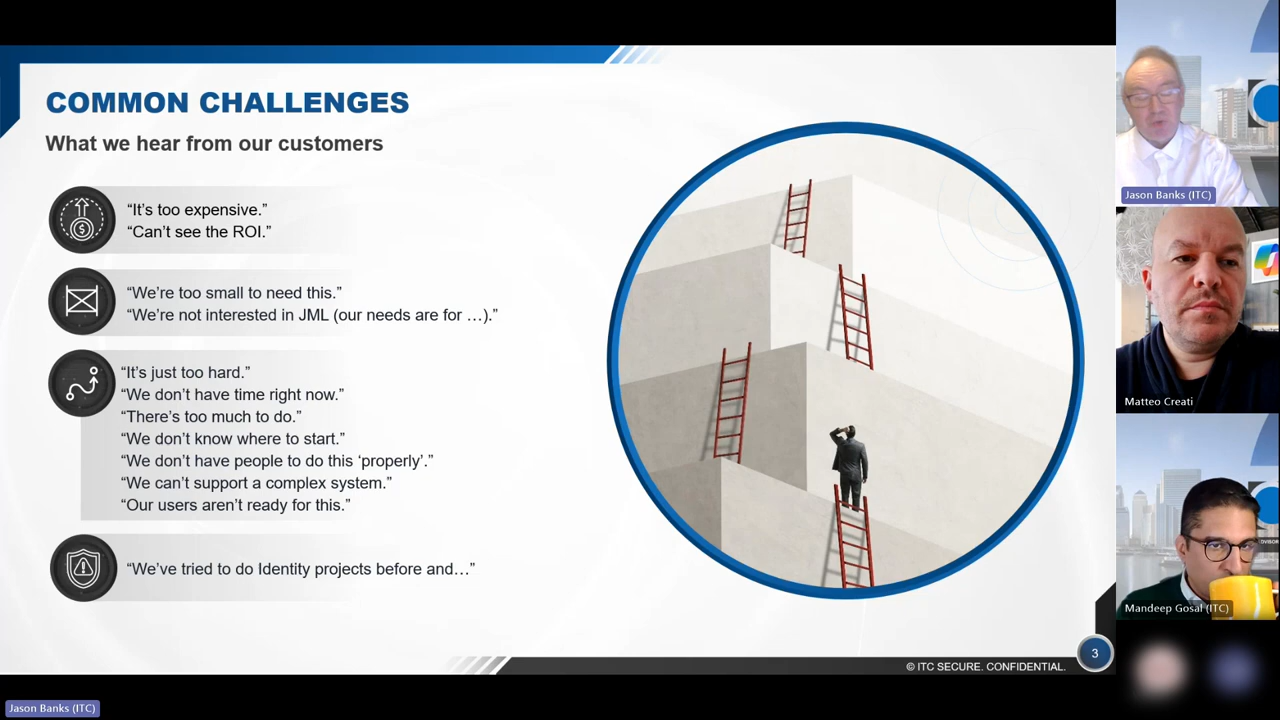 COMMON CHALLENGES
What we hear from our customers
“It’s too expensive.”
“Can’t see the ROI.”
“We’re too small to need this.”
“We’re not interested in JML (our needs are for …).”
“It’s just too hard.”
“We don’t have time right now.”
“There’s too much to do.”
“We don’t know where to start.”
“We don’t have people to do this ‘properly’.”
“We can’t support a complex system.”
“Our users aren’t ready for this.”
“We’ve tried to do Identity projects before and…”
© ITC SECURE. CONFIDENTIAL.
3
Jason Banks (ITC)
Matteo Creati
Mandeep Gosal (ITC)
Jason Banks (ITC)